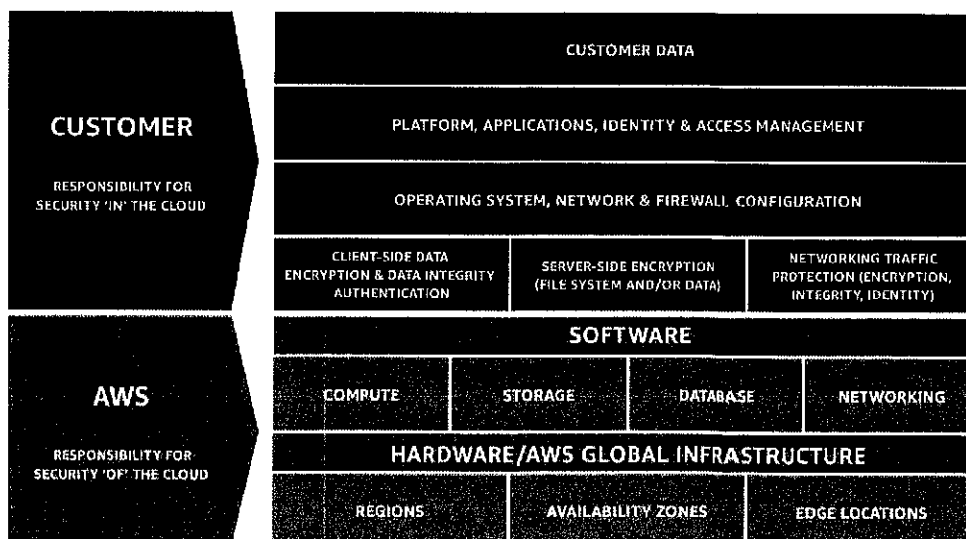 CUSTOMER
RESPONSIBILITY FOR
SECURITY 'IN' THE CLOUD
CUSTOMER DATA
PLATFORM, APPLICATIONS, IDENTITY & ACCESS MANAGEMENT
OPERATING SYSTEM, NETWORK & FIREWALL CONFIGURATION
CLIENT-SIDE DATA
ENCRYPTION & DATA INTEGRITY
AUTHENTICATION
SERVER-SIDE ENCRYPTION
(FILE SYSTEM AND/OR DATA)
NETWORKING TRAFFIC
PROTECTION (ENCRYPTION,
INTEGRITY, IDENTITY)
AWS
RESPONSIBILITY FOR
SECURITY 'OF' THE CLOUD
SOFTWARE
COMPUTE
STORAGE
DATABASE
NETWORKING
HARDWARE/AWS GLOBAL INFRASTRUCTURE
REGIONS
AVAILABILITY ZONES
EDGE LOCATIONS